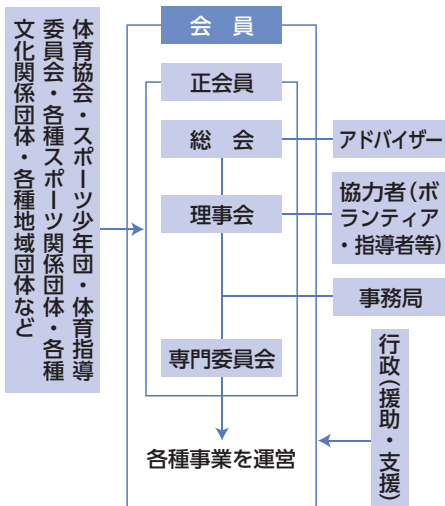 会　員
体育協会・スポーツ少年団・体育指導
委員会・各種スポーツ関係団体・各種
文化関係団体・各種地域団体など
正会員
総　会
アドバイザー
理事会
協力者（ボ
ランティア
・指導者等）
事務局
専門委員会
行政（援助・支援）
各種事業を運営